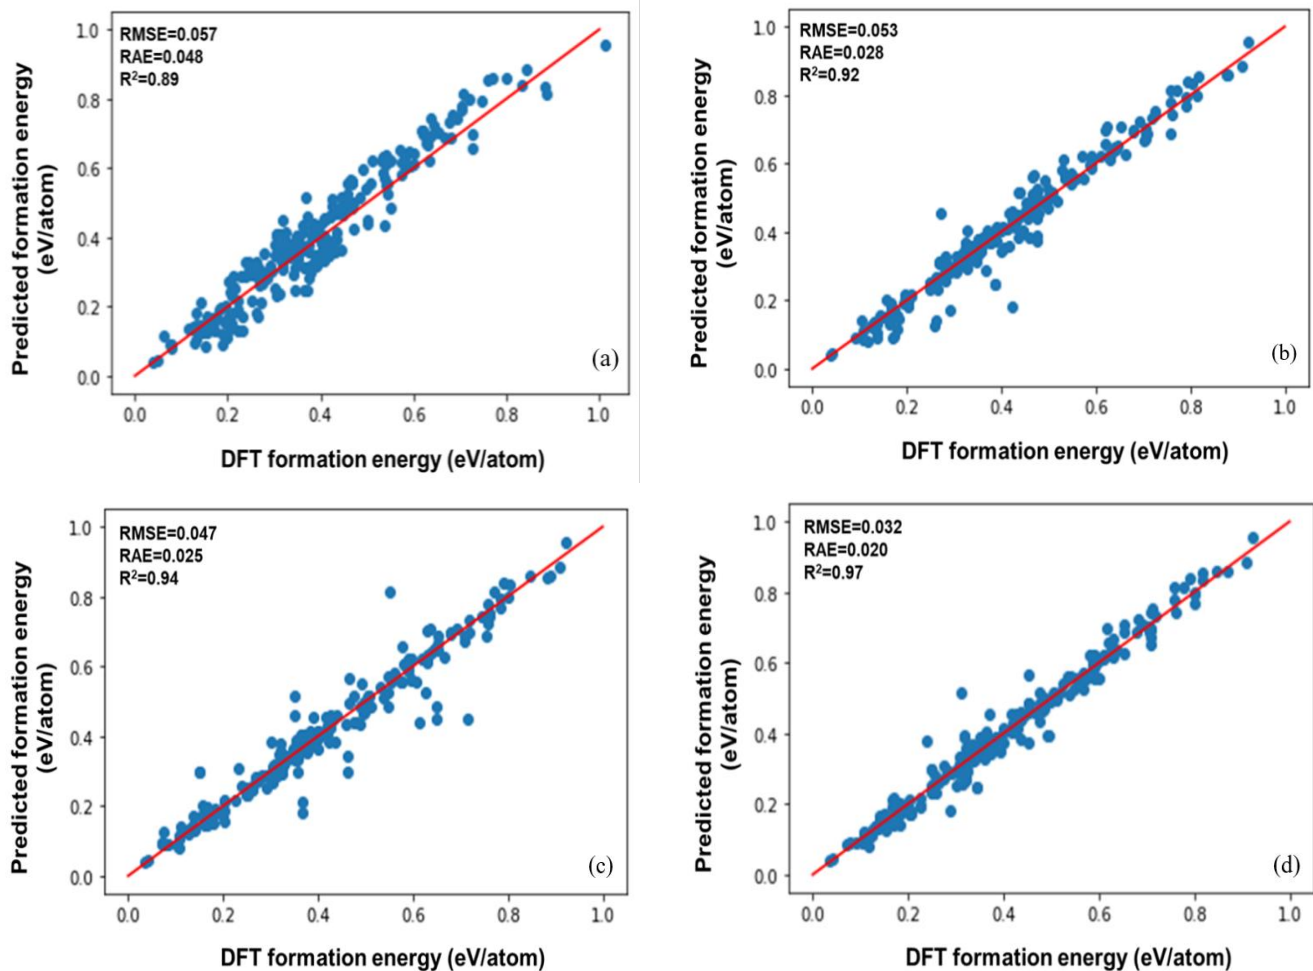 RMSE=0.057
RAE=0.048
R²=0.89
1.0
0.8
0.6
0.4
0.2
0.0
0.0 0.2 0.4 0.6 0.8 1.0
Predicted formation energy
(eV/atom)
DFT formation energy (eV/atom)
(a)
RMSE=0.053
RAE=0.028
R²=0.92
1.0
0.8
0.6
0.4
0.2
0.0
0.0 0.2 0.4 0.6 0.8 1.0
Predicted formation energy
(eV/atom)
DFT formation energy (eV/atom)
(b)
RMSE=0.047
RAE=0.025
R²=0.94
1.0
0.8
0.6
0.4
0.2
0.0
0.0 0.2 0.4 0.6 0.8 1.0
Predicted formation energy
(eV/atom)
DFT formation energy (eV/atom)
(c)
RMSE=0.032
RAE=0.020
R²=0.97
1.0
0.8
0.6
0.4
0.2
0.0
0.0 0.2 0.4 0.6 0.8 1.0
Predicted formation energy
(eV/atom)
DFT formation energy (eV/atom)
(d)